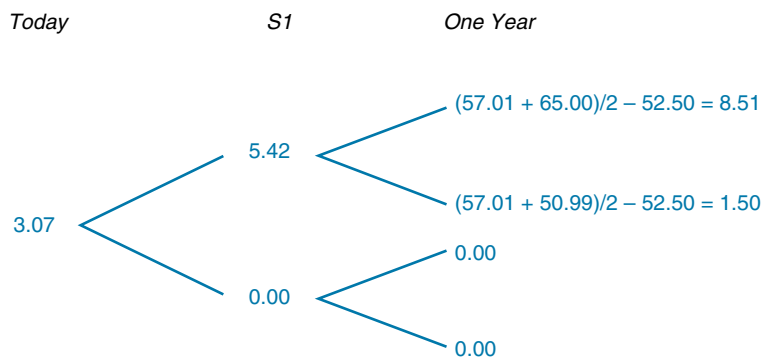 Today S1 One Year
(57.01 + 65.00)/2 – 52.50 = 8.51
5.42
(57.01 + 50.99)/2 – 52.50 = 1.50
3.07
0.00
0.00
0.00